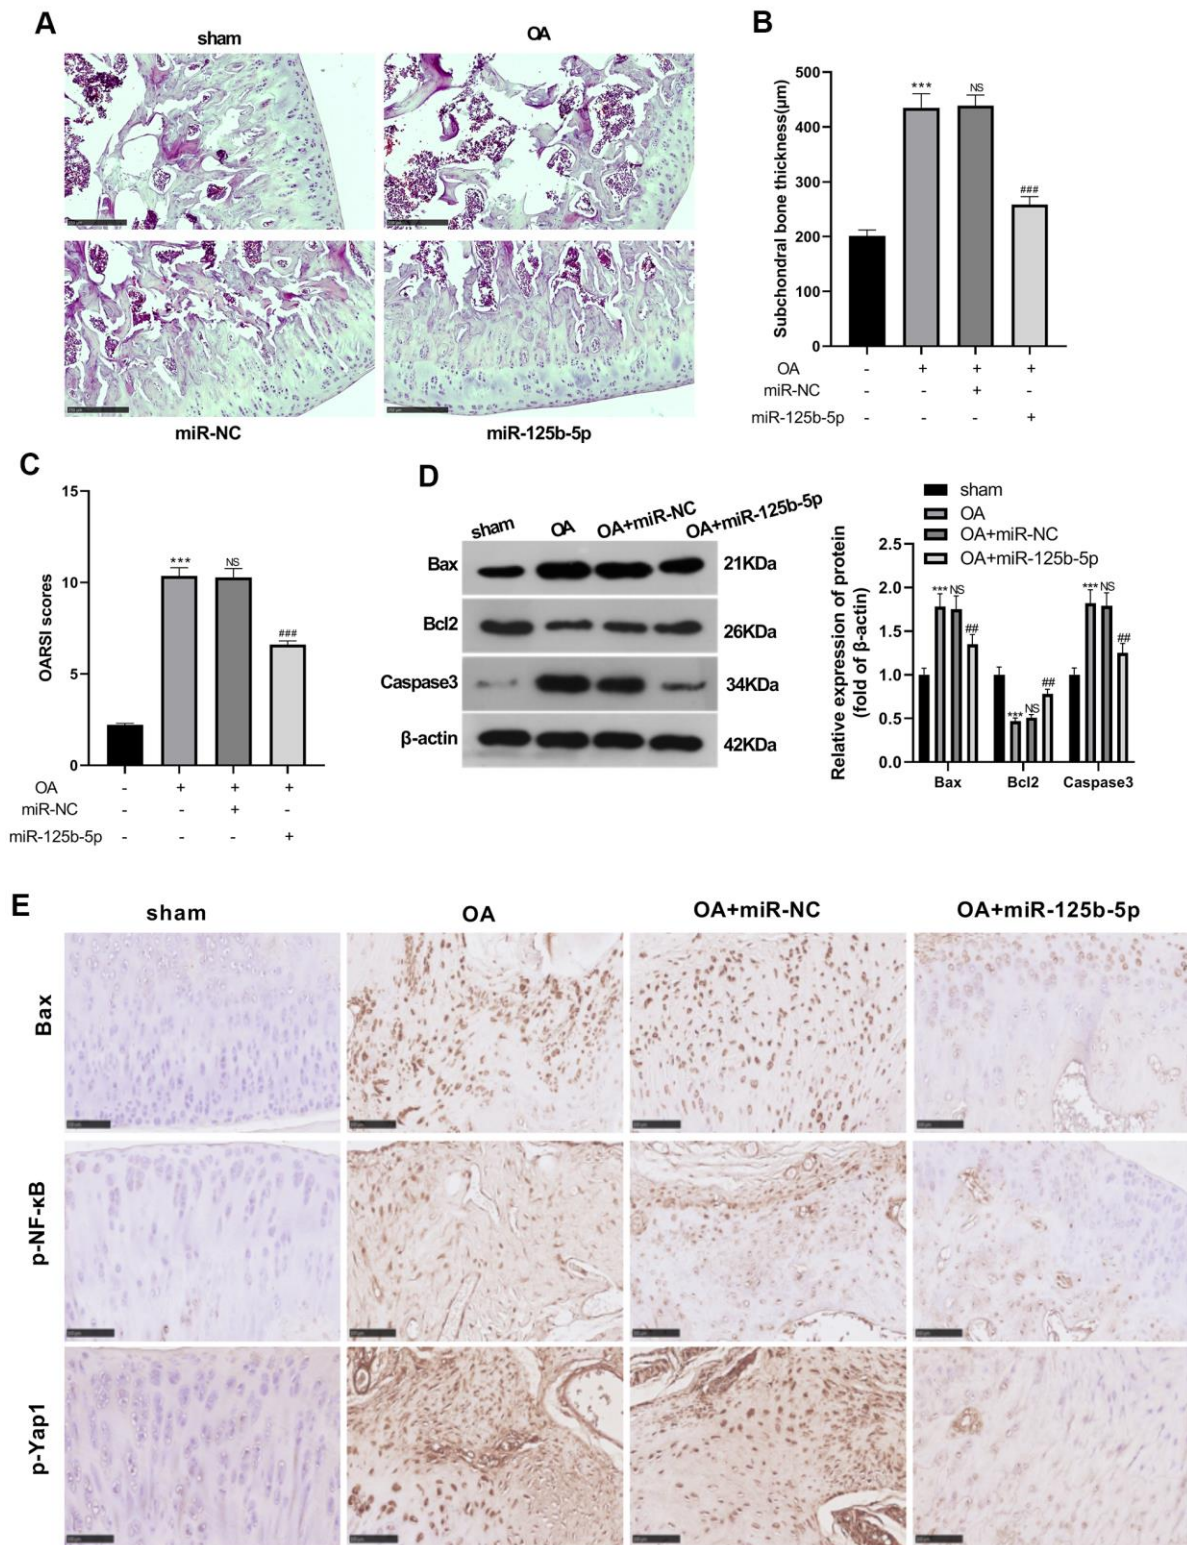 A
sham
OA
miR-NC
miR-125b-5p
B
Subchondral bone thickness(μm)
500
400
300
200
100
0
***
NS
###
OA - + + +
miR-NC - - + -
miR-125b-5p - - - +
C
OARSI scores
15
10
5
0
***
NS
###
OA - + + +
miR-NC - - + -
miR-125b-5p - - - +
D
sham OA OA+miR-NC OA+miR-125b-5p
Bax 21KDa
Bcl2 26KDa
Caspase3 34KDa
β-actin 42KDa
sham
OA
OA+miR-NC
OA+miR-125b-5p
Relative expression of protein
(fold of β-actin)
2.5
2.0
1.5
1.0
0.5
0.0
*** NS ##
*** NS ##
*** NS ##
Bax Bcl2 Caspase3
E
sham OA OA+miR-NC OA+miR-125b-5p
Bax
p-NF-κB
p-Yap1